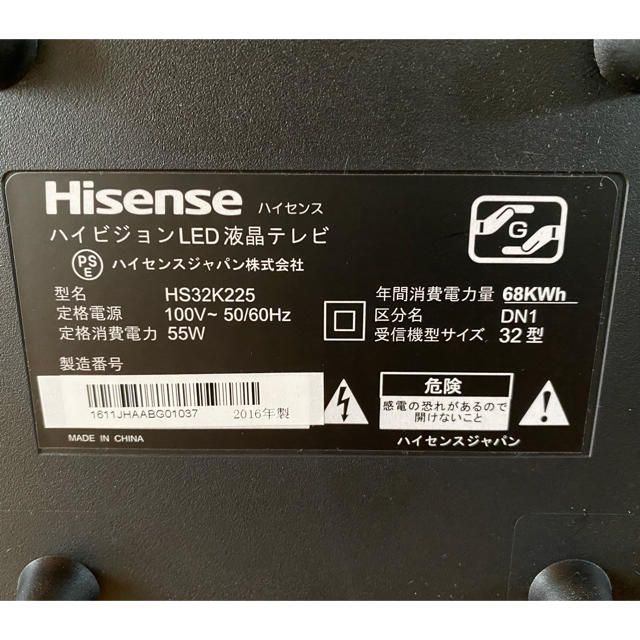 Hisense ハイセンス
ハイビジョンLED液晶テレビ
PSE ハイセンスジャパン株式会社
型名 HS32K225
定格電源 100V~ 50/60Hz
定格消費電力 55W
製造番号
1611JHAABG01037 2016年製
MADE IN CHINA
G
年間消費電力量 68KWh
区分名 DN1
受信機型サイズ 32型
危険
感電の恐れがあるので
開けないこと
ハイセンスジャパン